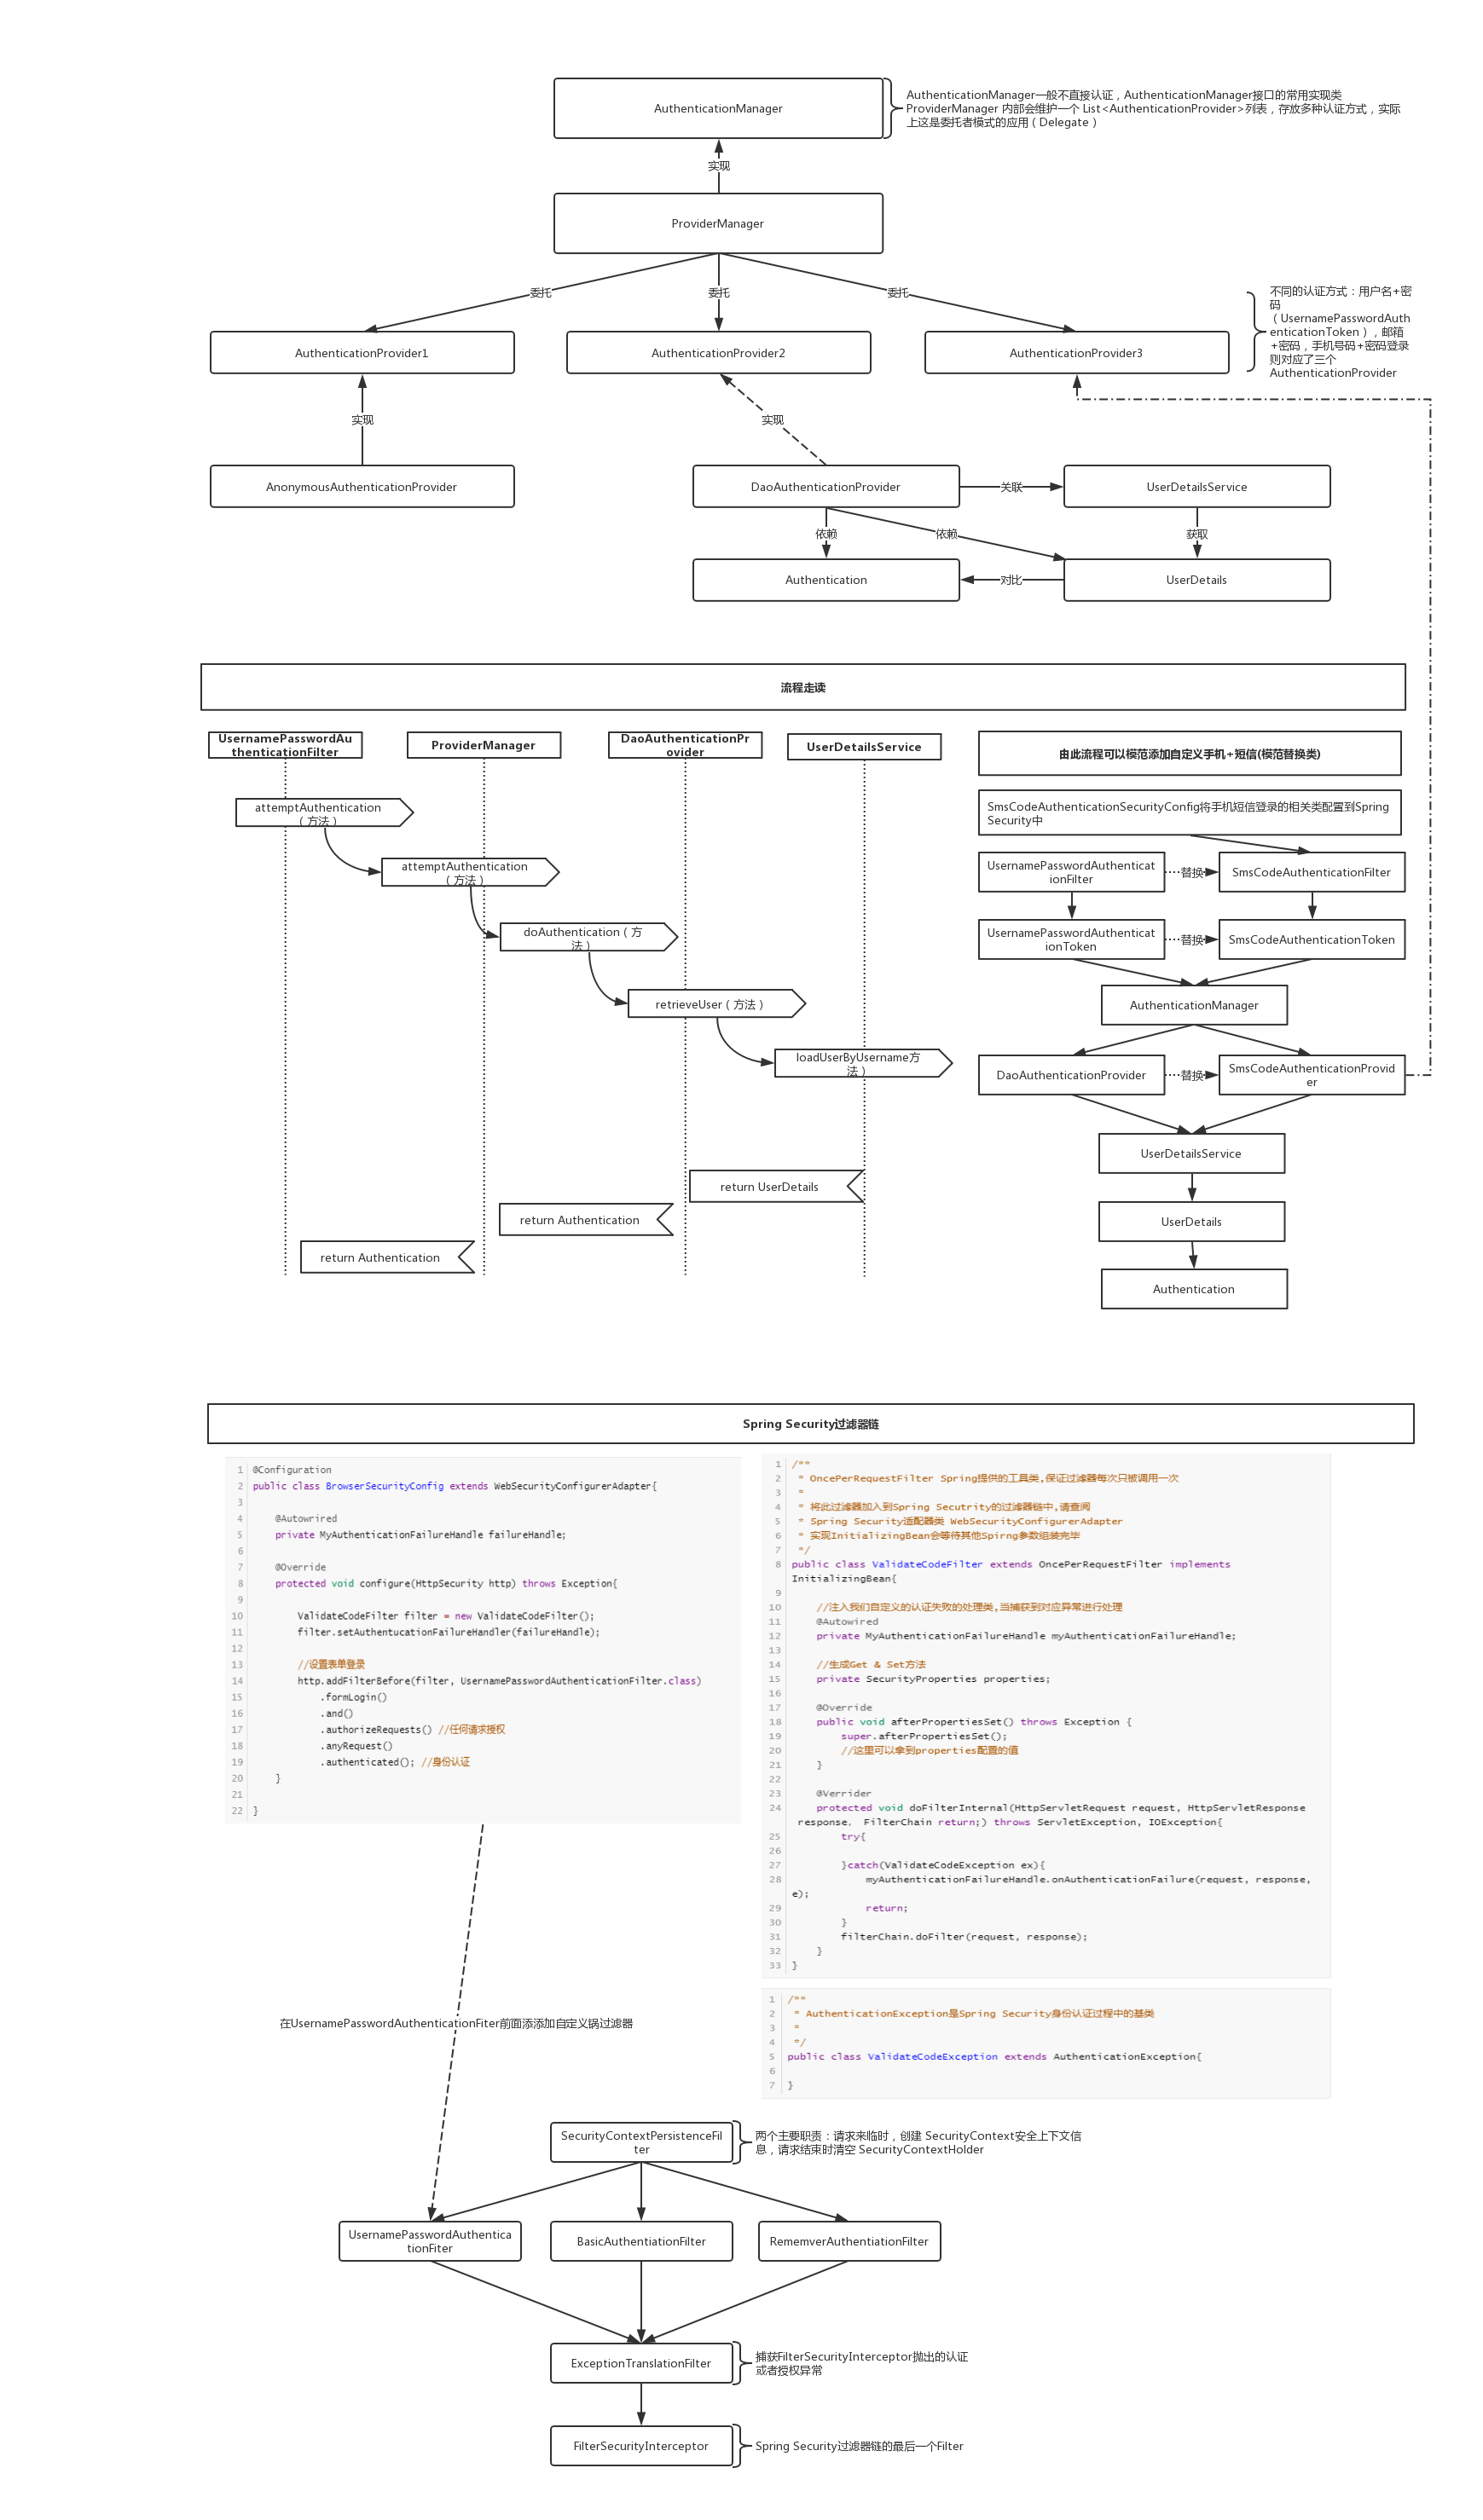 AuthenticationManager
AuthenticationManager一般不直接认证，AuthenticationManager接口的常用实现类
ProviderManager 内部会维护一个 List<AuthenticationProvider>列表，存放多种认证方式，实际
上这是委托者模式的应用（Delegate）
实现
ProviderManager
委托
委托
委托
不同的认证方式：用户名+密
码
（UsernamePasswordAuth
enticationToken），邮箱
+密码，手机号码+密码登录
则对应了三个
AuthenticationProvider
AuthenticationProvider1
AuthenticationProvider2
AuthenticationProvider3
实现
实现
AnonymousAuthenticationProvider
DaoAuthenticationProvider
关联
UserDetailsService
依赖
依赖
获取
Authentication
对比
UserDetails
流程走读
UsernamePasswordAu
thenticationFilter
ProviderManager
DaoAuthenticationPr
ovider
UserDetailsService
attemptAuthentication
（方法）
attemptAuthentication
（方法）
doAuthentication（方
法）
retrieveUser（方法）
loadUserByUsername方
法）
return UserDetails
return Authentication
return Authentication
由此流程可以模范添加自定义手机+短信(模范替换类)
SmsCodeAuthenticationSecurityConfig将手机短信登录的相关类配置到Spring
Security中
UsernamePasswordAuthenticat
ionFilter
替换
SmsCodeAuthenticationFilter
UsernamePasswordAuthenticat
ionToken
替换
SmsCodeAuthenticationToken
AuthenticationManager
DaoAuthenticationProvider
替换
SmsCodeAuthenticationProvid
er
UserDetailsService
UserDetails
Authentication
Spring Security过滤器链
1 @Configuration
2 public class BrowserSecurityConfig extends WebSecurityConfigurerAdapter{
3
4 @Autowrired
5 private MyAuthenticationFailureHandle failureHandle;
6
7 @Override
8 protected void configure(HttpSecurity http) throws Exception{
9
10 ValidateCodeFilter filter = new ValidateCodeFilter();
11 filter.setAuthentucationFailureHandler(failureHandle);
12
13 //设置表单登录
14 http.addFilterBefore(filter, UsernamePasswordAuthenticationFilter.class)
15 .formLogin()
16 .and()
17 .authorizeRequests() //任何请求授权
18 .anyRequest()
19 .authenticated(); //身份认证
20 }
21
22 }
1 /**
2 * OncePerRequestFilter Spring提供的工具类,保证过滤器每次只被调用一次
3 *
4 * 将此过滤器加入到Spring Secutrity的过滤器链中,请查阅
5 * Spring Security适配器类 WebSecurityConfigurerAdapter
6 * 实现InitializingBean会等待其他Spirng参数组装完毕
7 */
8 public class ValidateCodeFilter extends OncePerRequestFilter implements
InitializingBean{
9
10 //注入我们自定义的认证失败的处理类,当捕获到对应异常进行处理
11 @Autowired
12 private MyAuthenticationFailureHandle myAuthenticationFailureHandle;
13
14 //生成Get & Set方法
15 private SecurityProperties properties;
16
17 @Override
18 public void afterPropertiesSet() throws Exception {
19 super.afterPropertiesSet();
20 //这里可以拿到properties配置的值
21 }
22
23 @Verrider
24 protected void doFilterInternal(HttpServletRequest request, HttpServletResponse
response, FilterChain return;) throws ServletException, IOException{
25 try{
26
27 }catch(ValidateCodeException ex){
28 myAuthenticationFailureHandle.onAuthenticationFailure(request, response,
e);
29 return;
30 }
31 filterChain.doFilter(request, response);
32 }
33 }
1 /**
2 * AuthenticationException是Spring Security身份认证过程中的基类
3 *
4 */
5 public class ValidateCodeException extends AuthenticationException{
6
7 }
在UsernamePasswordAuthenticationFiter前面添添加自定义锅过滤器
SecurityContextPersistenceFil
ter
两个主要职责：请求来临时，创建 SecurityContext安全上下文信
息，请求结束时清空 SecurityContextHolder
UsernamePasswordAuthentica
tionFiter
BasicAuthentiationFilter
RememverAuthentiationFilter
ExceptionTranslationFilter
捕获FilterSecurityInterceptor抛出的认证
或者授权异常
FilterSecurityInterceptor
Spring Security过滤器链的最后一个Filter